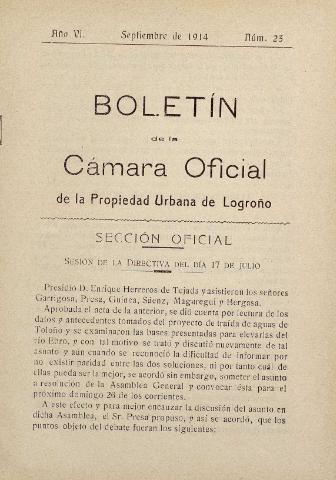 Año VI. Septiembre de 1914 Núm. 23
BOLETÍN
de la
Cámara Oficial
de la Propiedad Urbana de Logroño
SECCIÓN OFICIAL
SESIÓN DE LA DIRECTIVA DEL DÍA 17 DE JULIO
Presidió D. Enrique Herreros de Tejada y asistieron los señores
Garrigosa, Presa, Guinea, Sáenz, Magaregui y Bergasa.
Aprobada el acta de la anterior, se dió cuenta por lectura de los
datos y antecedentes tomados del proyecto de traída de aguas de
Toloño y se examinaron las bases presentadas para elevarlas del
río Ebro, y con tal motivo se trató y discutió nuevamente de tal
asunto y aún cuando se reconoció la dificultad de informar por
no existir paridad entre las dos soluciones, ni por tanto cuál de
ellas pueda ser la mejor, se acordó sin embargo, someter el asunto
a resolución de la Asamblea General y convocar ésta para el
próximo domingo 26 de los corrientes.
A este efecto y para mejor encauzar la discusión del asunto en
dicha Asamblea, el Sr. Presa propuso, y así se acordó, que los
puntos objeto del debate fueran los siguientes: